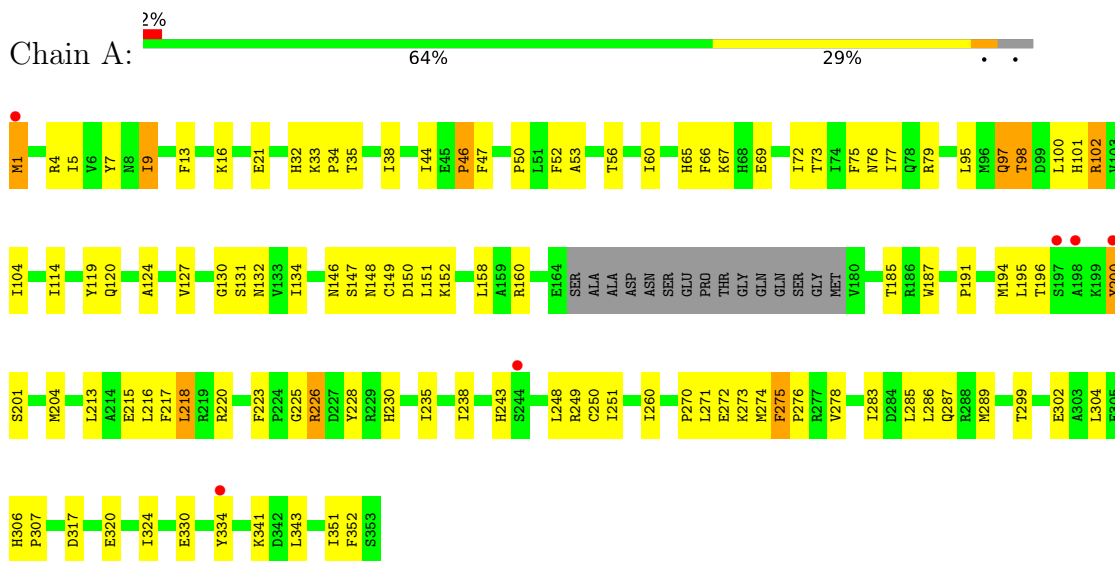 2%
Chain A:
64% 29% • •
M1 R4 I5 V6 Y7 N8 I9 F13 K16 E21 H32 K33 P34 T35 I38 I44 E45 P46 F47 P50 L51 F52 A53 T56 I60 H65 F66 K67 H68 E69 I72 T73 I74 F75 N76 I77 Q78 R79 L95 M96 Q97 T98 D99 L100 H101 R102 V103
I104 I114 Y119 Q120 A124 V127 G130 S131 N132 V133 I134 N146 S147 N148 C149 D150 L151 K152 L158 A159 R160 E164 SER ALA ALA ASP ASN SER GLU PRO THR GLY GLN GLN SER GLY MET V180 T185 R186 W187 P191 M194 L195 T196 S197 A198 K199 Y200
S201 M204 L213 A214 E215 L216 F217 L218 R219 R220 F223 P224 G225 R226 D227 Y228 R229 H230 I235 I238 H243 S244 L248 R249 C250 I251 I260 P270 L271 E272 K273 M274 F275 P276 R277 V278 I283 D284 L285 L286 Q287 R288 M289 T299 E302 A303 L304 E305
H306 P307 D317 E320 I324 E330 Y334 K341 D342 L343 I351 F352 S353